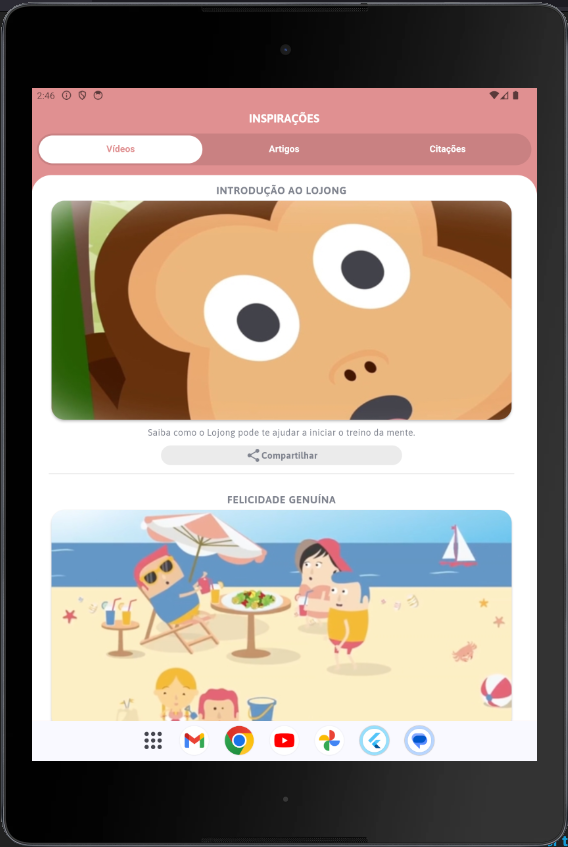 2:46
INSPIRAÇÕES
Vídeos
Artigos
Citações
INTRODUÇÃO AO LOJONG
Saiba como o Lojong pode te ajudar a iniciar o treino da mente.
Compartilhar
FELICIDADE GENUÍNA